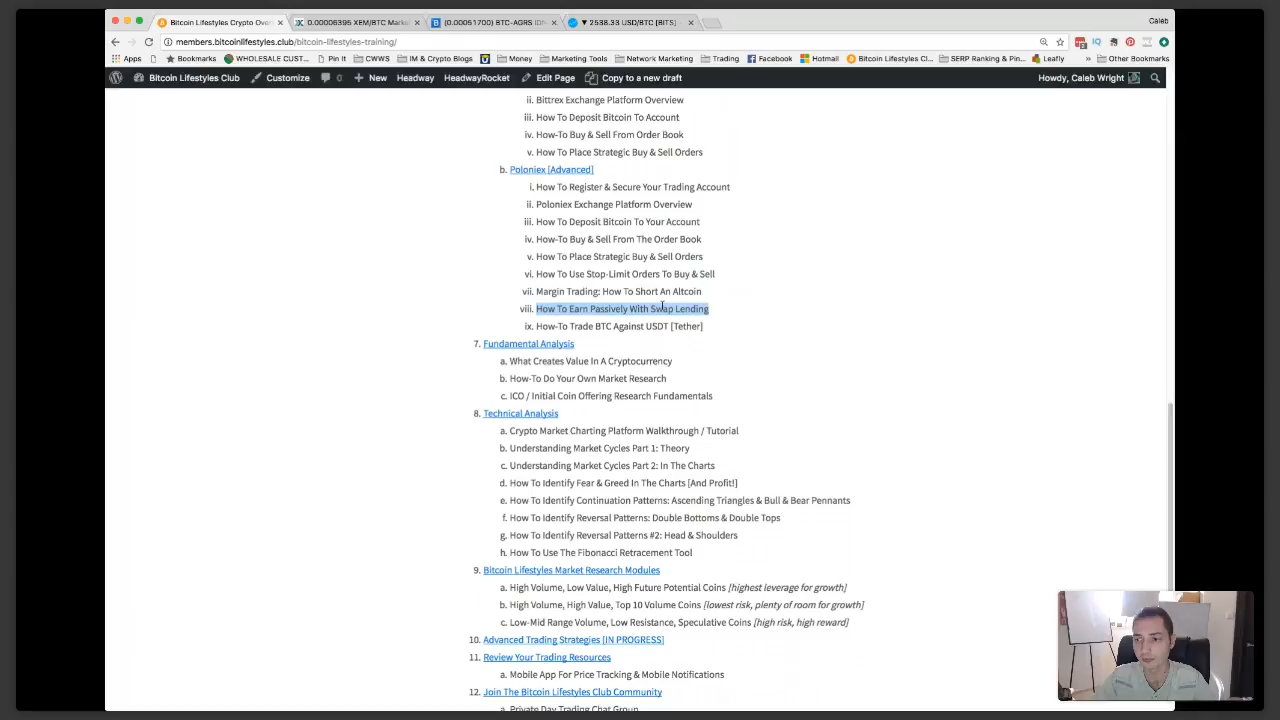 Bitcoin Lifestyles Crypto Over
0.00006395 XEM/BTC Marke
(0.00051700) BTC-AGRS IDN
▼ 2538.33 USD/BTC [BITS]
Caleb
members.bitcoinlifestyles.club/bitcoin-lifestyles-training/
Apps
Bookmarks
WHOLESALE CUST...
Pin It
CWWS
IM & Crypto Blogs
Money
Marketing Tools
Network Marketing
Trading
Facebook
Hotmail
Bitcoin Lifestyles Cl...
SERP Ranking & Pin...
Leafly
»
Other Bookmarks
Bitcoin Lifestyles Club
Customize
0
New
Headway
HeadwayRocket
Edit Page
Copy to a new draft
Howdy, Caleb Wright
ii. Bittrex Exchange Platform Overview
iii. How To Deposit Bitcoin To Account
iv. How-To Buy & Sell From Order Book
v. How To Place Strategic Buy & Sell Orders
b. Poloniex [Advanced]
i. How To Register & Secure Your Trading Account
ii. Poloniex Exchange Platform Overview
iii. How To Deposit Bitcoin To Your Account
iv. How-To Buy & Sell From The Order Book
v. How To Place Strategic Buy & Sell Orders
vi. How To Use Stop-Limit Orders To Buy & Sell
vii. Margin Trading: How To Short An Altcoin
viii. How To Earn Passively With Swap Lending
ix. How-To Trade BTC Against USDT [Tether]
7. Fundamental Analysis
a. What Creates Value In A Cryptocurrency
b. How-To Do Your Own Market Research
c. ICO / Initial Coin Offering Research Fundamentals
8. Technical Analysis
a. Crypto Market Charting Platform Walkthrough / Tutorial
b. Understanding Market Cycles Part 1: Theory
c. Understanding Market Cycles Part 2: In The Charts
d. How To Identify Fear & Greed In The Charts [And Profit!]
e. How To Identify Continuation Patterns: Ascending Triangles & Bull & Bear Pennants
f. How To Identify Reversal Patterns: Double Bottoms & Double Tops
g. How To Identify Reversal Patterns #2: Head & Shoulders
h. How To Use The Fibonacci Retracement Tool
9. Bitcoin Lifestyles Market Research Modules
a. High Volume, Low Value, High Future Potential Coins [highest leverage for growth]
b. High Volume, High Value, Top 10 Volume Coins [lowest risk, plenty of room for growth]
c. Low-Mid Range Volume, Low Resistance, Speculative Coins [high risk, high reward]
10. Advanced Trading Strategies [IN PROGRESS]
11. Review Your Trading Resources
a. Mobile App For Price Tracking & Mobile Notifications
12. Join The Bitcoin Lifestyles Club Community
a. Private Day Trading Chat Group